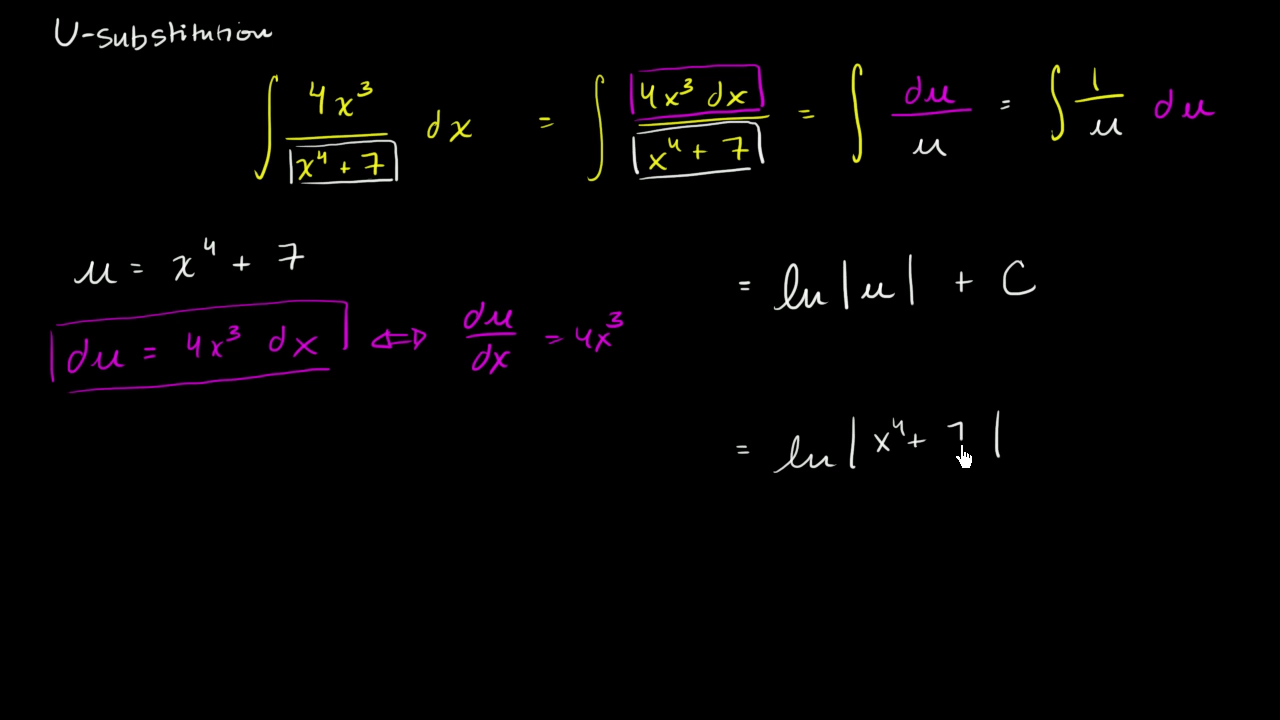 U-substitution
∫ 4x³ / x⁴ + 7 dx = ∫ 4x³ dx / x⁴ + 7 = ∫ du / u = ∫ 1 / u du
u = x⁴ + 7
= ln |u| + C
du = 4x³ dx ⇔ du / dx = 4x³
= ln | x⁴ + 7 |